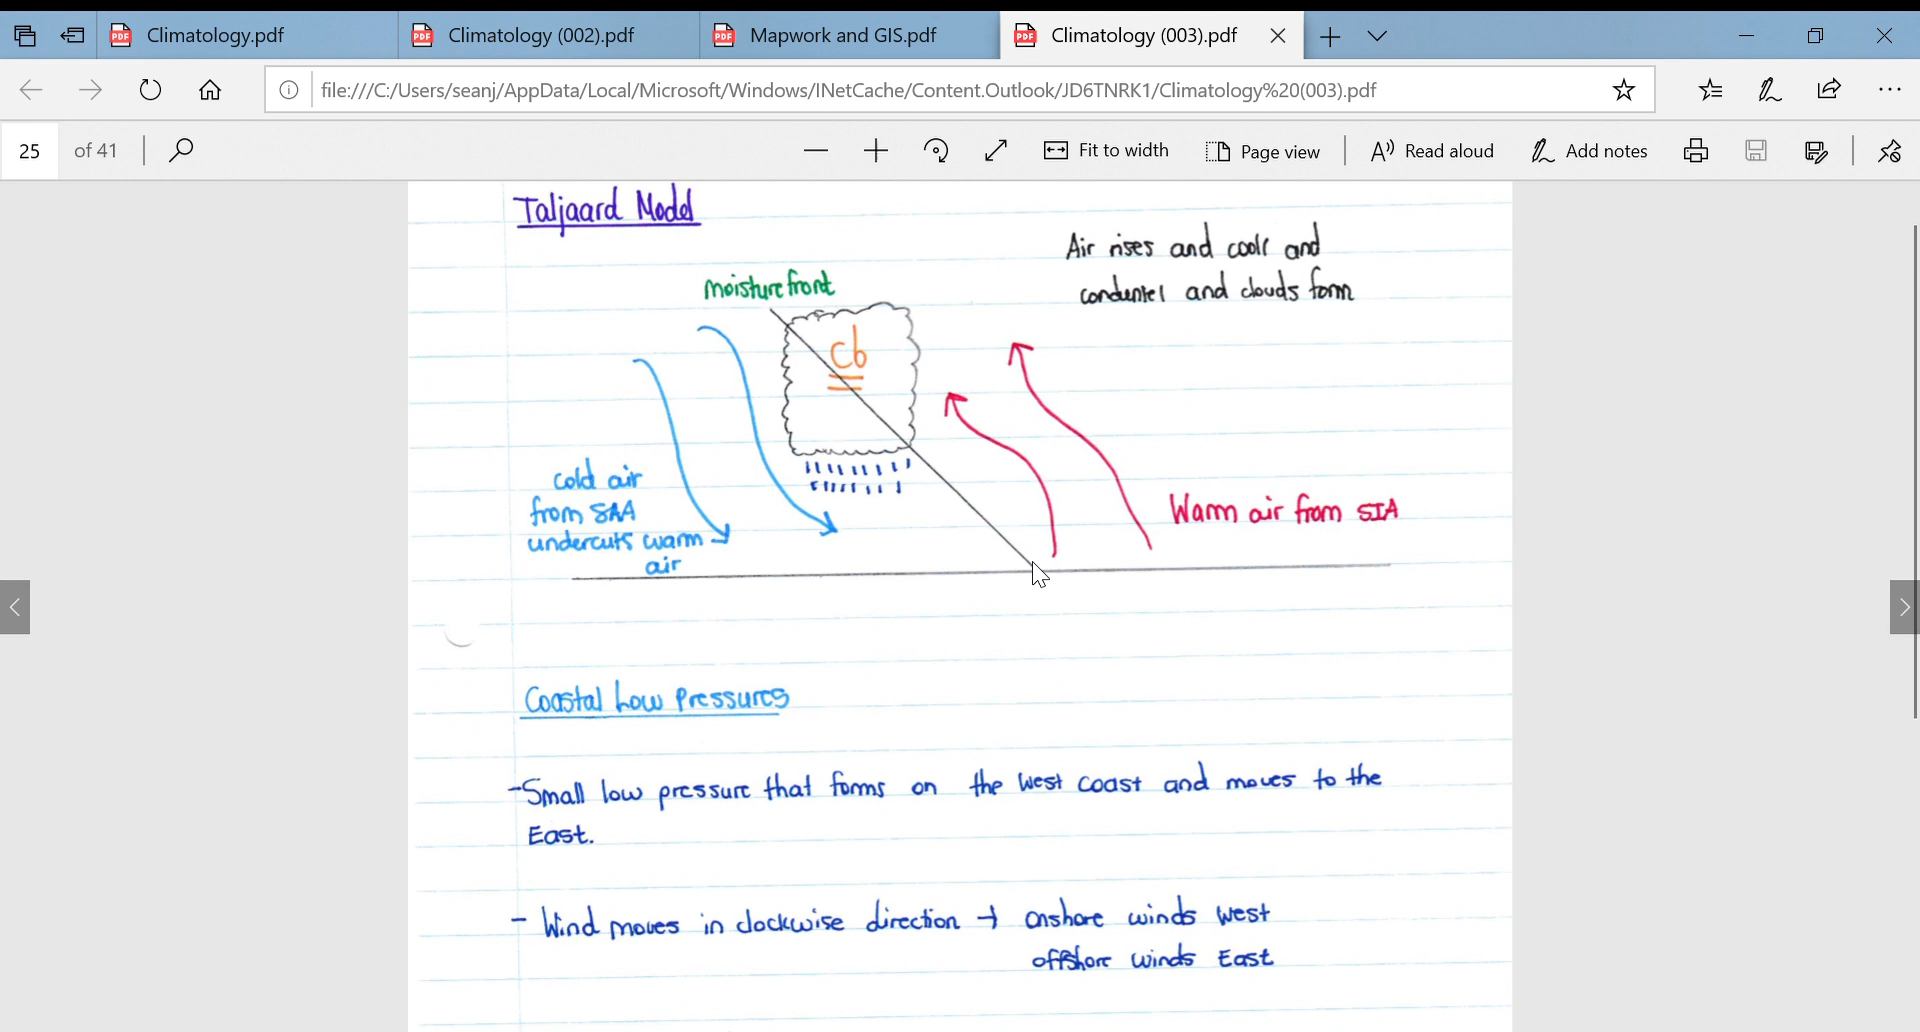 Climatology.pdf
Climatology (002).pdf
Mapwork and GIS.pdf
Climatology (003).pdf
file:///C:/Users/seanj/AppData/Local/Microsoft/Windows/INetCache/Content.Outlook/JD6TNRK1/Climatology%20(003).pdf
25 of 41
Fit to width
Page view
Read aloud
Add notes
Taljaard Model
Air rises and cools and
condenses and clouds form
moisture front
Cb
cold air
from SAA
undercuts warm
air
Warm air from SIA
Coastal Low Pressures
-Small low pressure that forms on the west coast and moves to the
East.
- Wind moves in clockwise direction → onshore winds West
offshore winds East